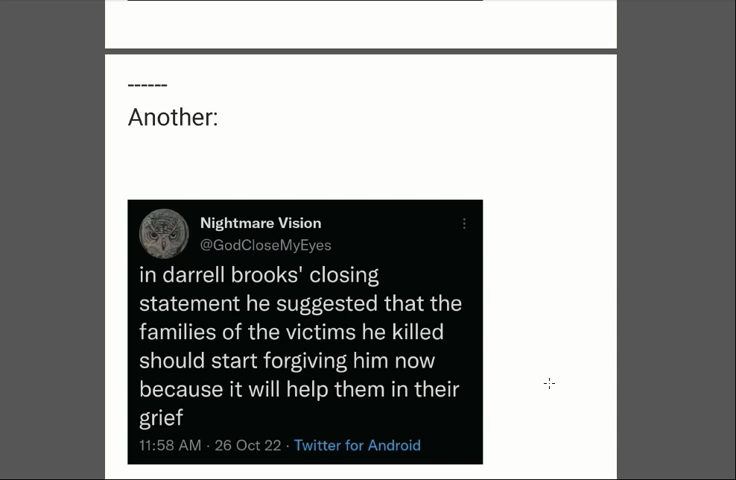 ------
Another:
Nightmare Vision
@GodCloseMyEyes
in darrell brooks' closing
statement he suggested that the
families of the victims he killed
should start forgiving him now
because it will help them in their
grief
11:58 AM · 26 Oct 22 · Twitter for Android